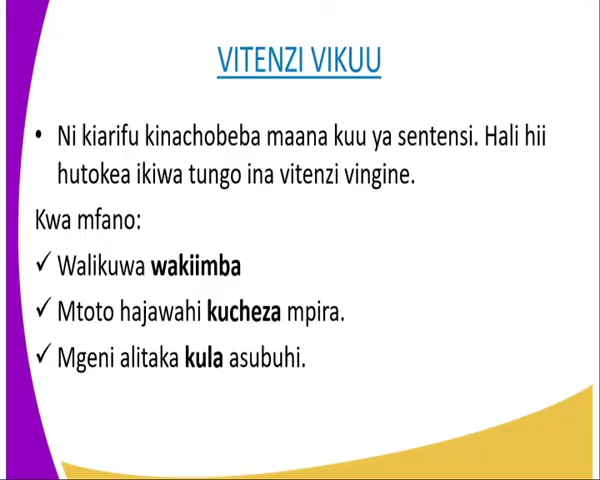 VITENZI VIKUU
• Ni kiarifu kinachobeba maana kuu ya sentensi. Hali hii
hutokea ikiwa tungo ina vitenzi vingine.
Kwa mfano:
✓ Walikuwa wakiimba
✓ Mtoto hajawahi kucheza mpira.
✓ Mgeni alitaka kula asubuhi.